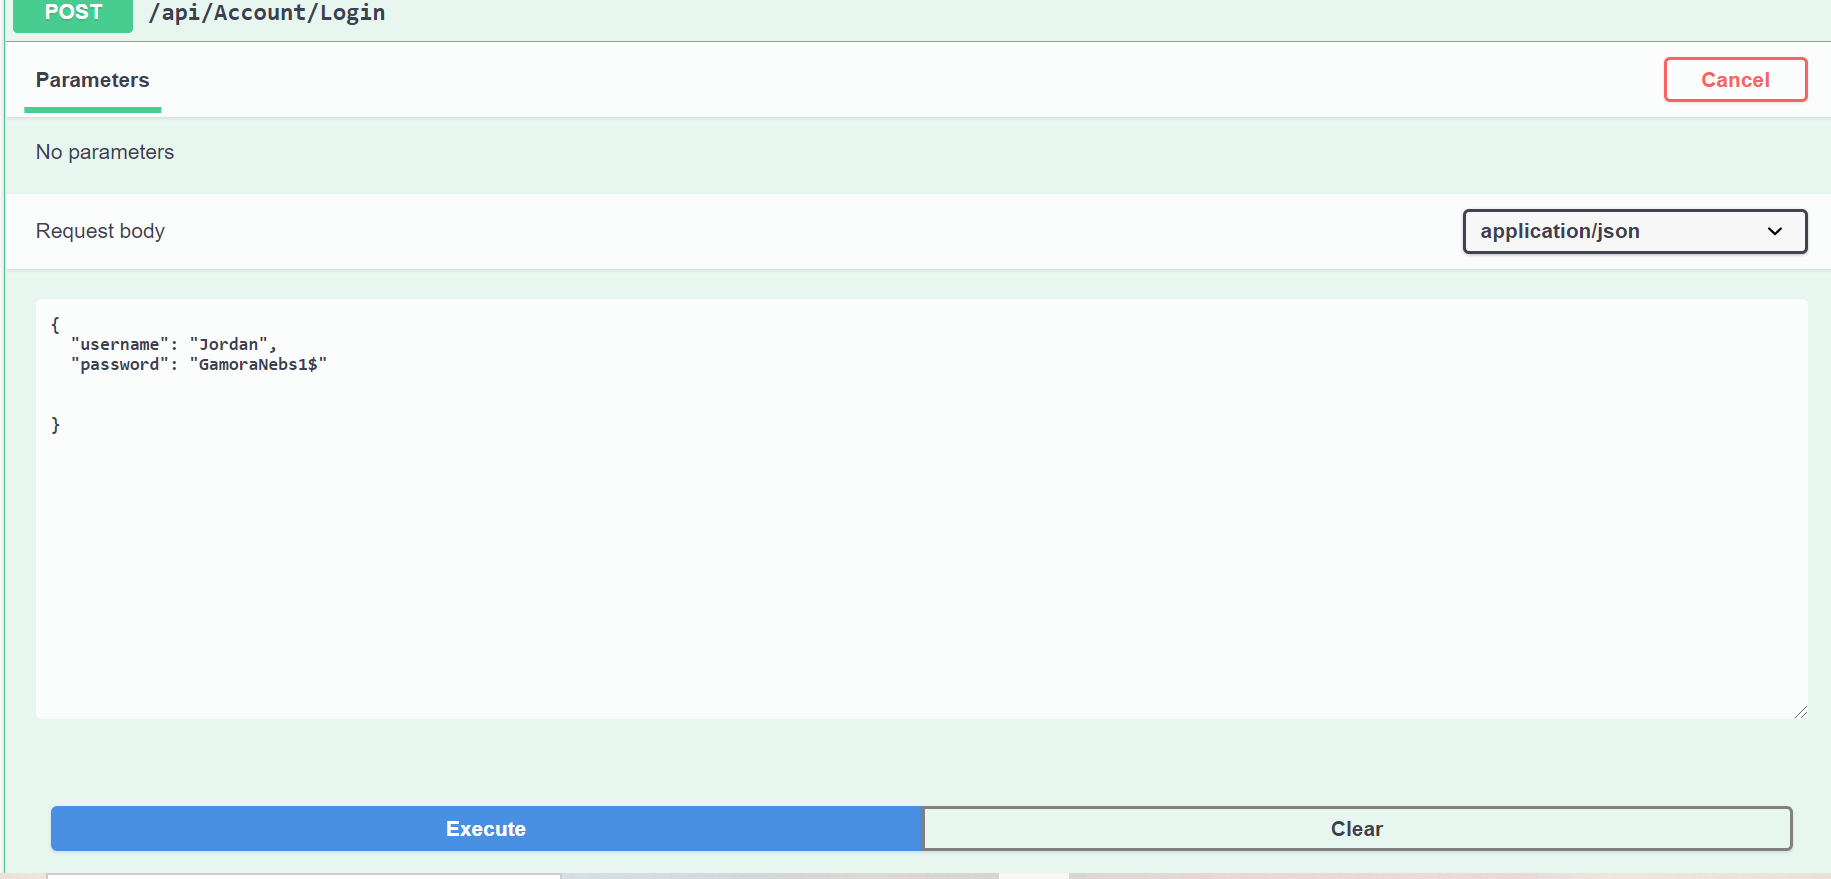 POST /api/Account/Login
Parameters Cancel
No parameters
Request body application/json
{
"username": "Jordan",
"password": "GamoraNebs1$"
}
Execute Clear